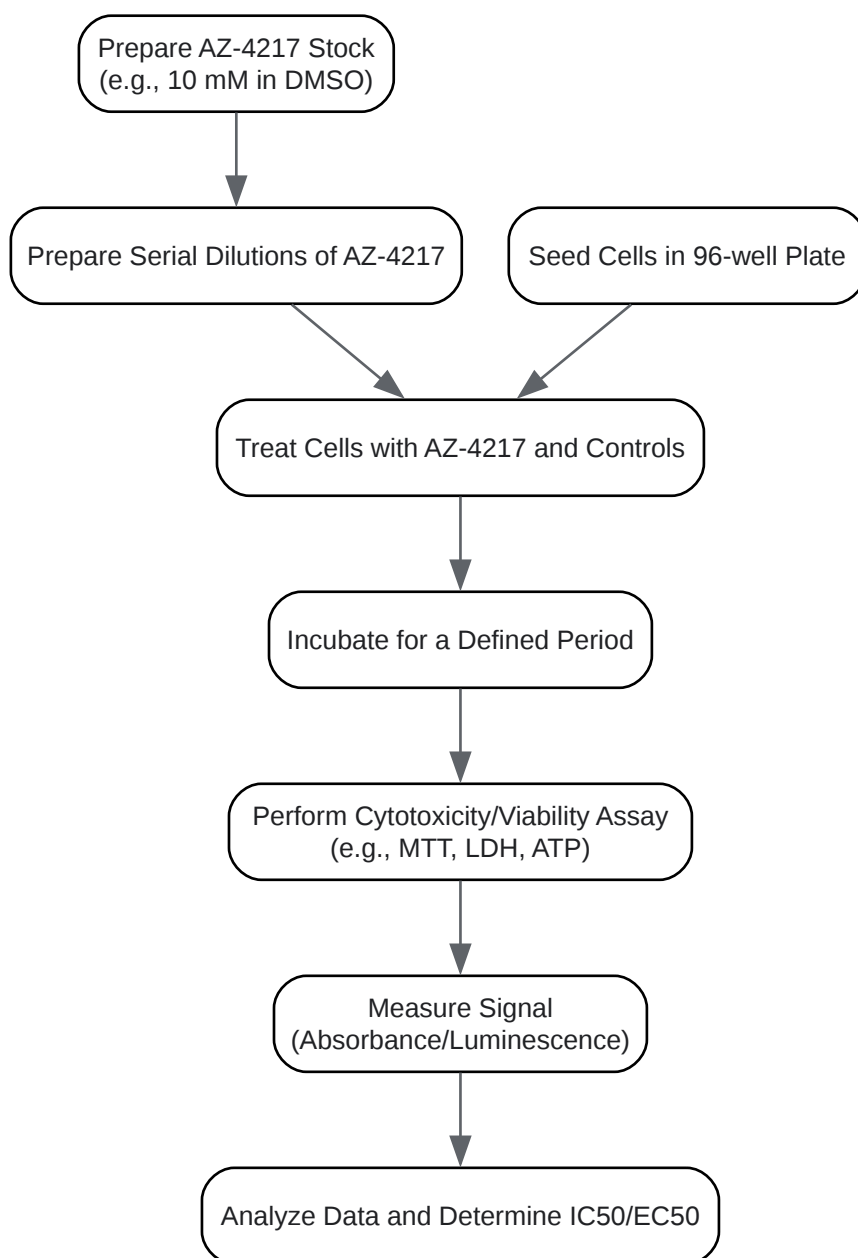 Prepare AZ-4217 Stock
(e.g., 10 mM in DMSO)
Prepare Serial Dilutions of AZ-4217
Seed Cells in 96-well Plate
Treat Cells with AZ-4217 and Controls
Incubate for a Defined Period
Perform Cytotoxicity/Viability Assay
(e.g., MTT, LDH, ATP)
Measure Signal
(Absorbance/Luminescence)
Analyze Data and Determine IC50/EC50